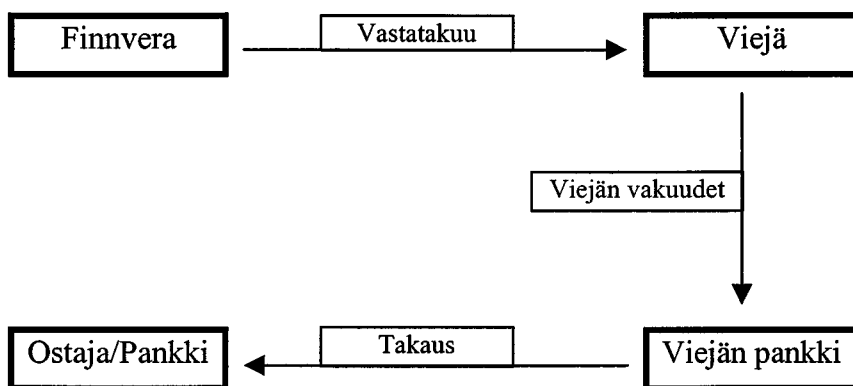 Finnvera
Vastatakuu
Viejä
Viejän vakuudet
Ostaja/Pankki
Takaus
Viejän pankki